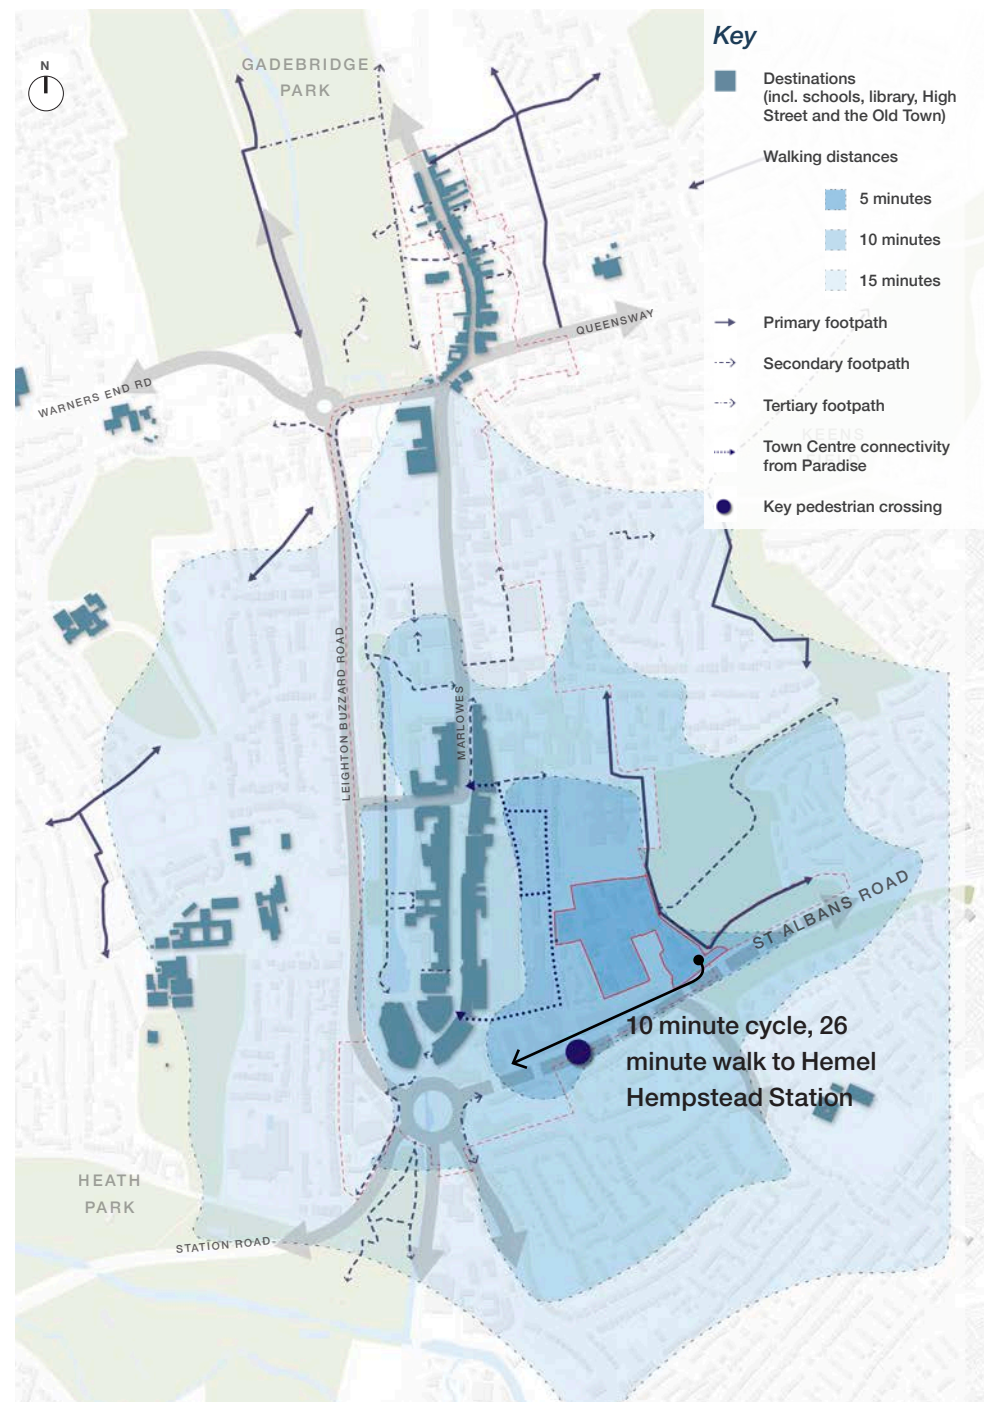 Key
N
GADEBRIDGE
PARK
Destinations
(incl. schools, library, High
Street and the Old Town)
Walking distances
5 minutes
10 minutes
15 minutes
Primary footpath
Secondary footpath
Tertiary footpath
Town Centre connectivity
from Paradise
Key pedestrian crossing
QUEENSWAY
WARNERS END RD
KEENS
LEIGHTON BUZZARD ROAD
MARLOWES
ST ALBANS ROAD
10 minute cycle, 26
minute walk to Hemel
Hempstead Station
HEATH
PARK
STATION ROAD